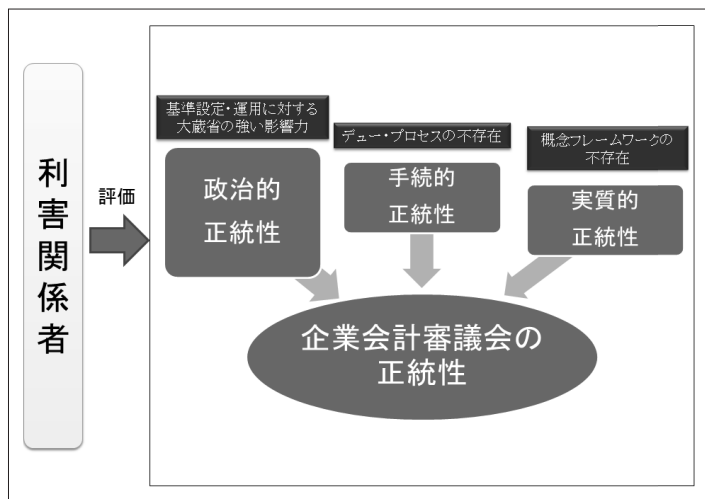 利害関係者
評価
基準設定・運用に対する
大蔵省の強い影響力
政治的
正統性
デュー・プロセスの不存在
手続的
正統性
概念フレームワークの
不存在
実質的
正統性
企業会計審議会の
正統性